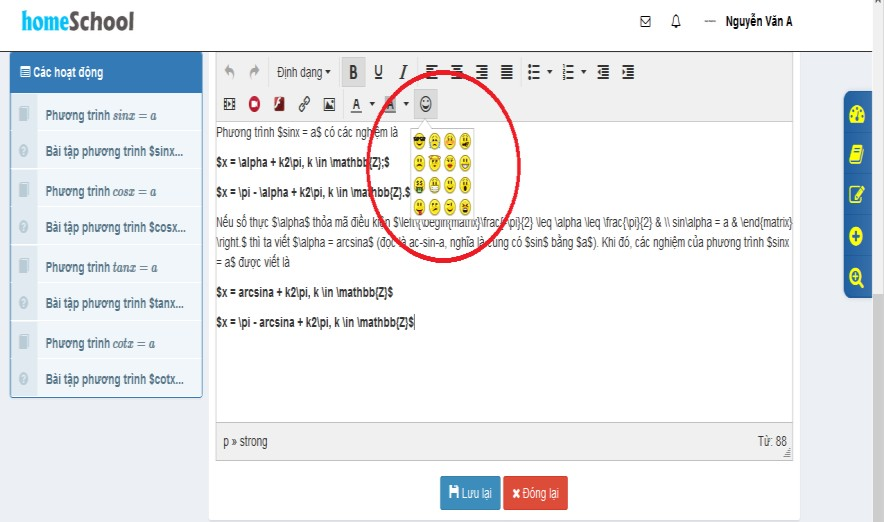 homeSchool
Nguyễn Văn A
Các hoạt động
Phương trình sinx = a
Bài tập phương trình $sinx...
Phương trình cosx = a
Bài tập phương trình $cosx...
Phương trình tanx = a
Bài tập phương trình $tanx...
Phương trình cotx = a
Bài tập phương trình $cotx...
Định dạng
B U I
A A
Phương trình $sinx = a$ có các nghiệm là
$x = \alpha + k2\pi, k \in \mathbb{Z};$
$x = \pi - \alpha + k2\pi, k \in \mathbb{Z}.$
Nếu số thực $\alpha$ thỏa mã điều kiện $\left\{\begin{matrix}\frac{-\pi}{2} \leq \alpha \leq \frac{\pi}{2} & \\ sin\alpha = a & \end{matrix}
\right.$ thì ta viết $\alpha = arcsina$ (đọc là ac-sin-a, nghĩa là cung có $sin$ bằng $a$). Khi đó, các nghiệm của phương trình $sinx
= a$ được viết là
$x = arcsina + k2\pi, k \in \mathbb{Z}$
$x = \pi - arcsina + k2\pi, k \in \mathbb{Z}$
p » strong
Từ: 88
Lưu lại
Đóng lại